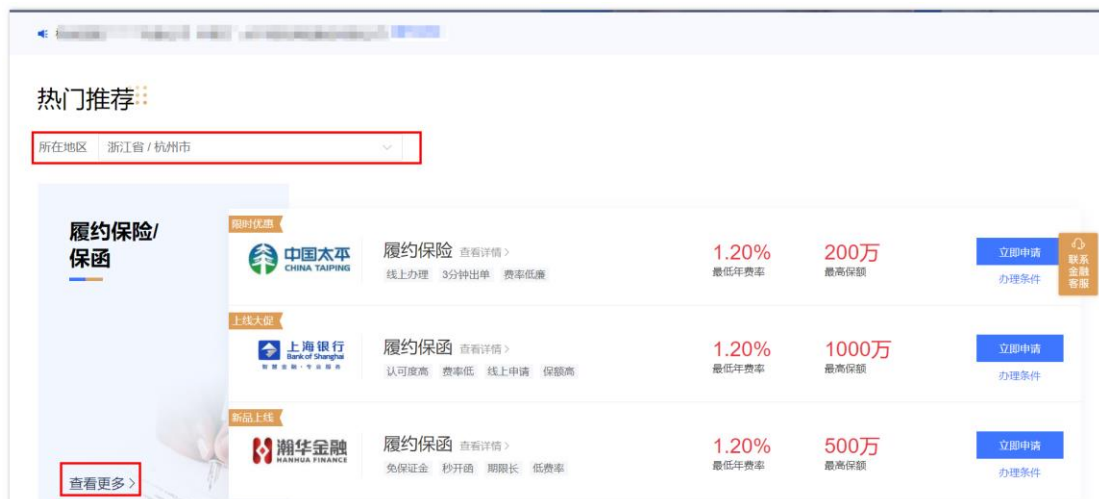 热门推荐
所在地区 浙江省 / 杭州市
履约保险/
保函
查看更多 >
限时优惠
中国太平
CHINA TAIPING
履约保险 查看详情 >
线上办理 3分钟出单 费率低廉
1.20%
最低年费率
200万
最高保额
立即申请
办理条件
上线大促
上海银行
Bank of Shanghai
智慧金融·专业服务
履约保函 查看详情 >
认可度高 费率低 线上申请 保额高
1.20%
最低年费率
1000万
最高保额
立即申请
办理条件
新品上线
瀚华金融
HANHUA FINANCE
履约保函 查看详情 >
免保证金 秒开函 期限长 低费率
1.20%
最低年费率
500万
最高保额
立即申请
办理条件
联系
金融
客服